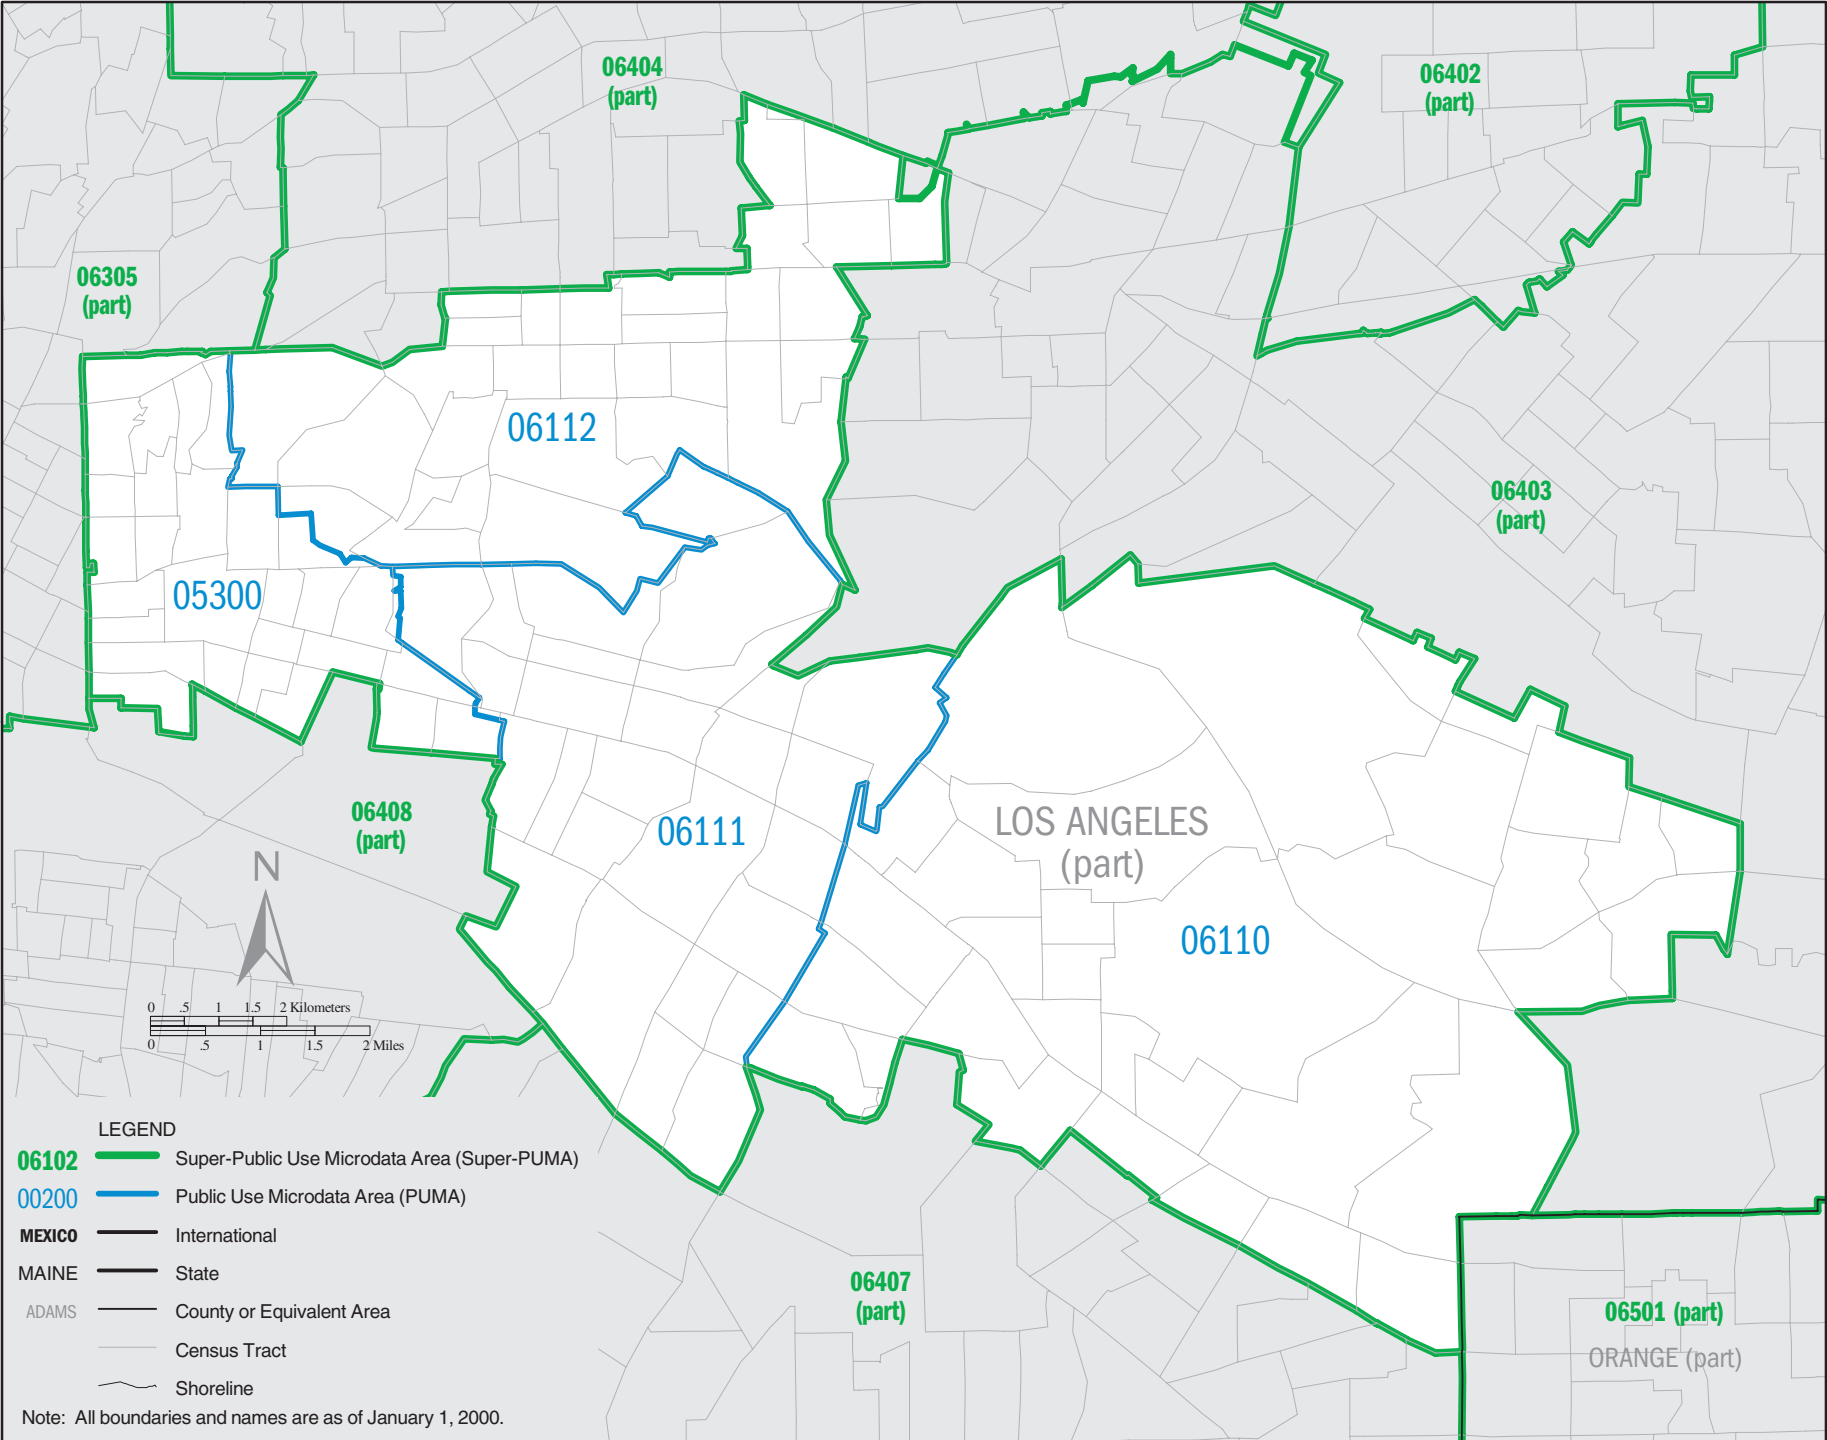 06404
(part)
06402
(part)
06305
(part)
06112
06403
(part)
05300
06408
(part)
06111
LOS ANGELES
(part)
06110
N
0 .5 1 1.5 2 Kilometers
0 .5 1 1.5 2 Miles
LEGEND
06102 Super-Public Use Microdata Area (Super-PUMA)
00200 Public Use Microdata Area (PUMA)
MEXICO International
MAINE State
ADAMS County or Equivalent Area
Census Tract
Shoreline
Note: All boundaries and names are as of January 1, 2000.
06407
(part)
06501 (part)
ORANGE (part)